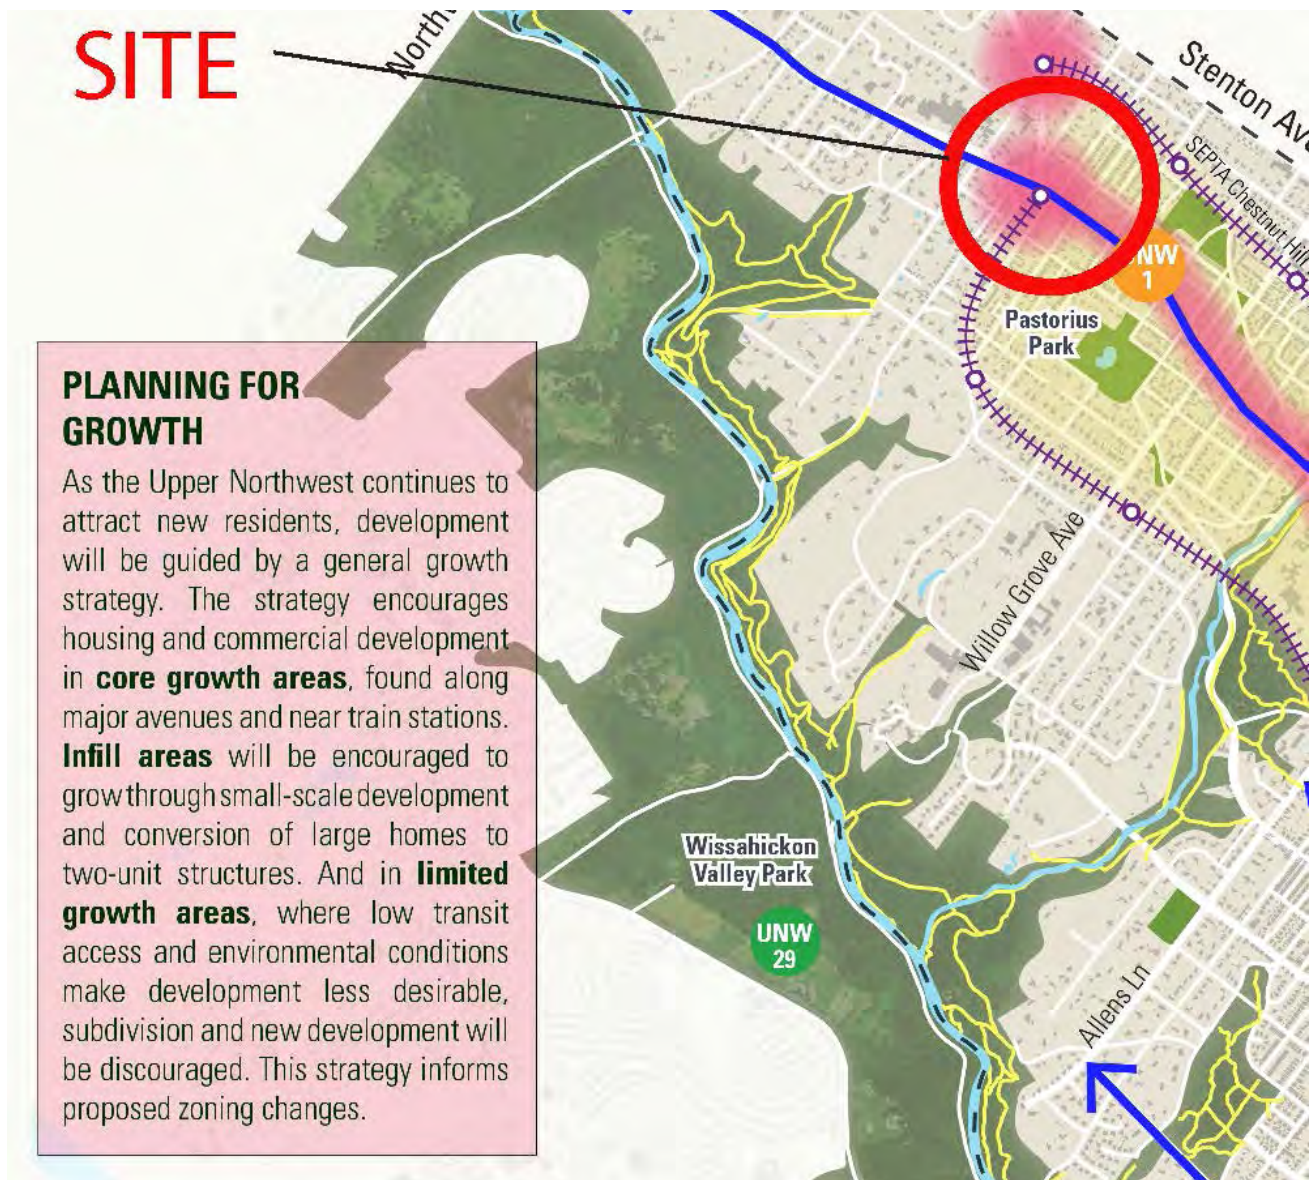 SITE
Northw
Stenton Av
SEPTA Chestnut Hill
NW
1
Pastorius
Park
PLANNING FOR
GROWTH
As the Upper Northwest continues to
attract new residents, development
will be guided by a general growth
strategy. The strategy encourages
housing and commercial development
in core growth areas, found along
major avenues and near train stations.
Infill areas will be encouraged to
grow through small-scale development
and conversion of large homes to
two-unit structures. And in limited
growth areas, where low transit
access and environmental conditions
make development less desirable,
subdivision and new development will
be discouraged. This strategy informs
proposed zoning changes.
Willow Grove Ave
Wissahickon
Valley Park
UNW
29
Allens Ln